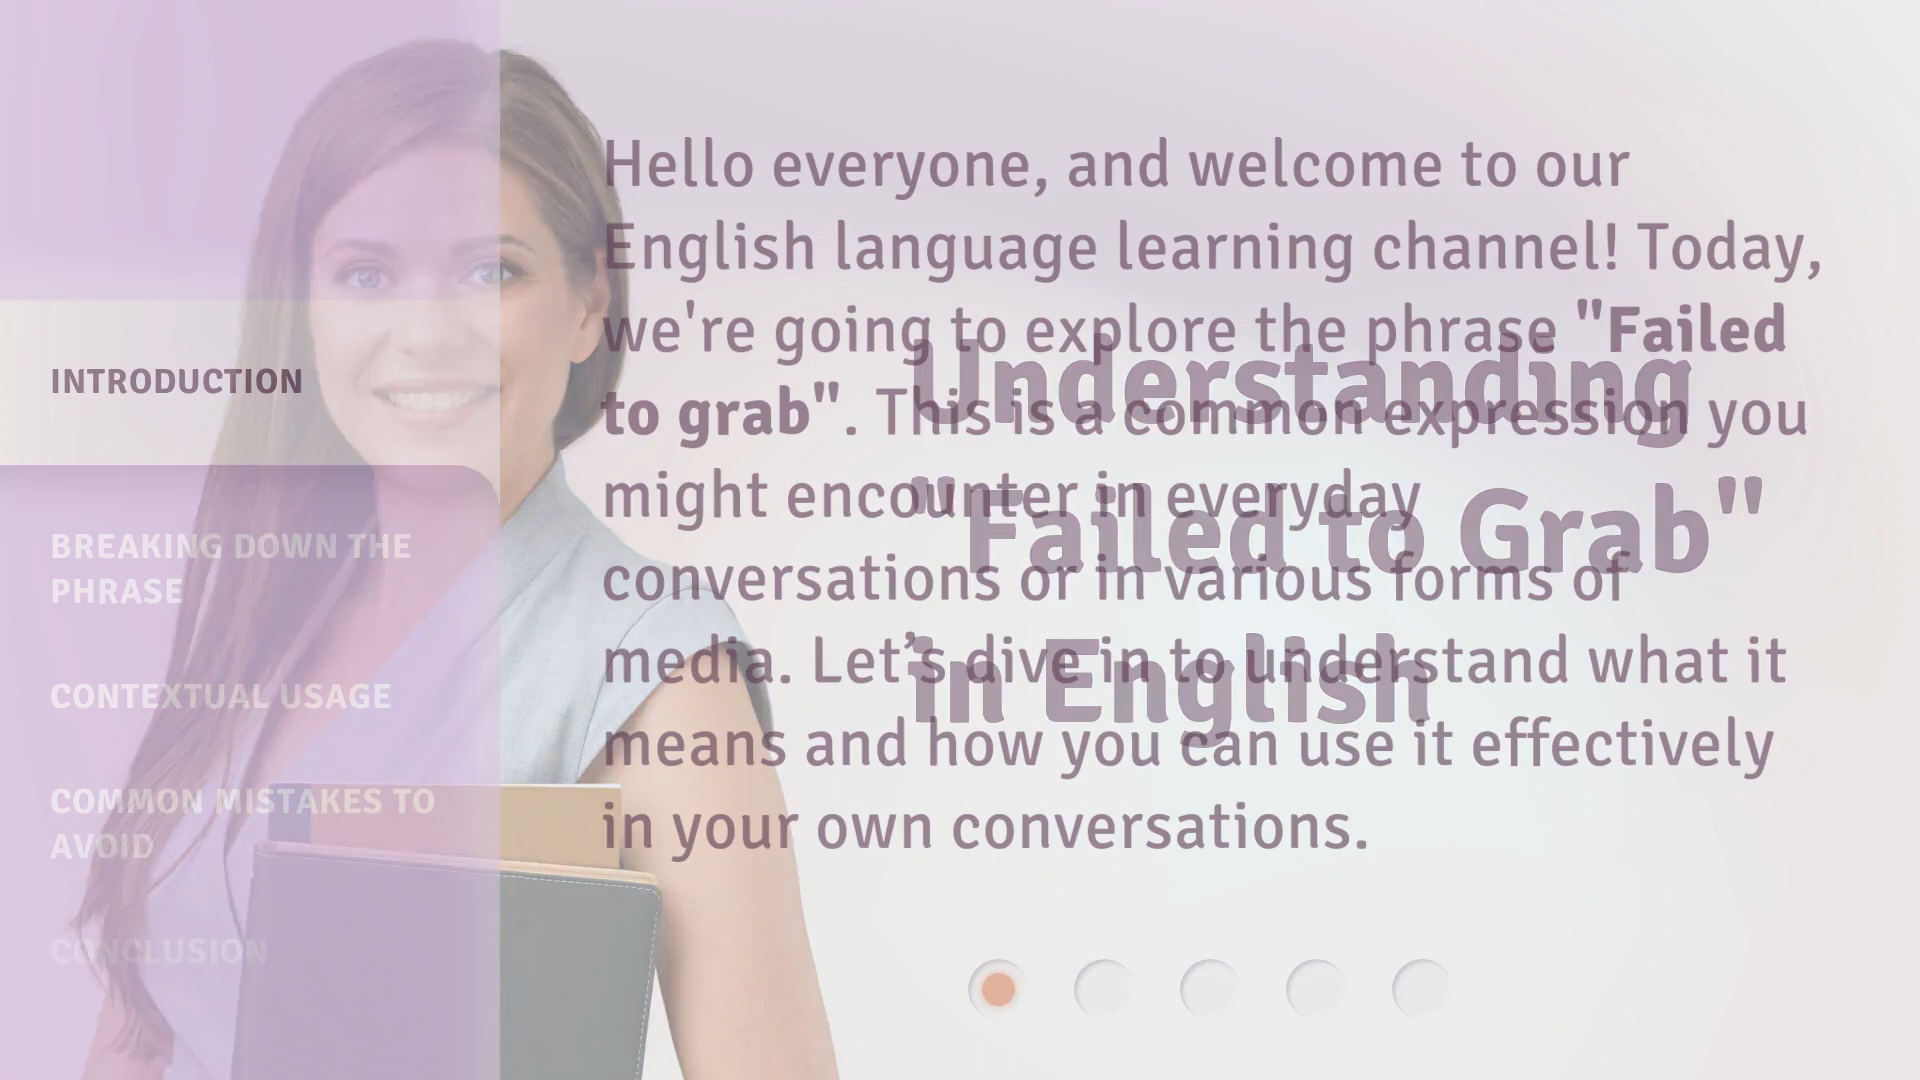 INTRODUCTION
BREAKING DOWN THE
PHRASE
CONTEXTUAL USAGE
COMMON MISTAKES TO
AVOID
CONCLUSION
Hello everyone, and welcome to our
English language learning channel! Today,
we're going to explore the phrase "Failed
to grab". This is a common expression you
might encounter in everyday
conversations or in various forms of
media. Let's dive in to understand what it
means and how you can use it effectively
in your own conversations.
Understanding
"Failed to Grab"
in English